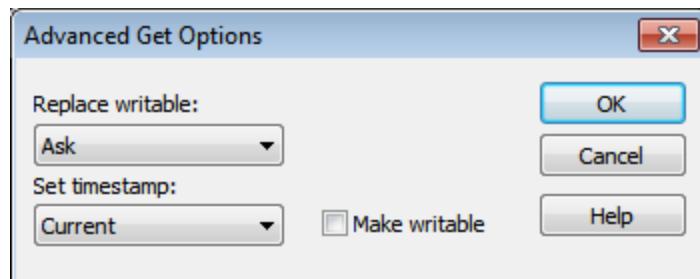 Advanced Get Options
Replace writable:
OK
Ask
Cancel
Set timestamp:
Current
Make writable
Help